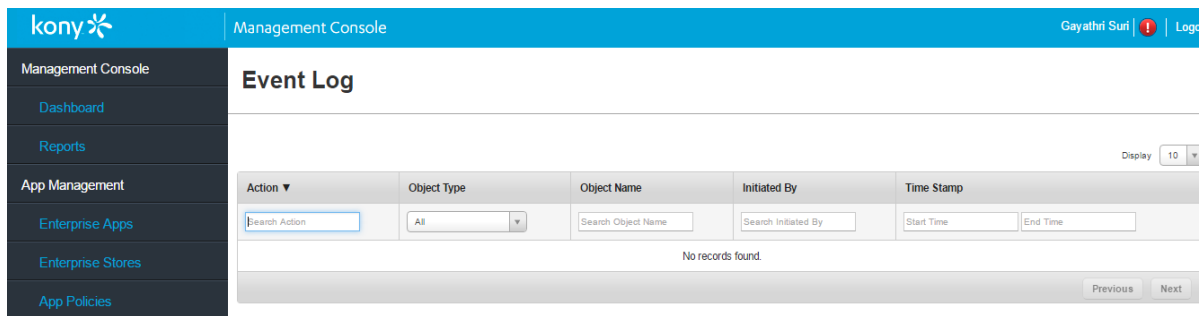 kony
Management Console
Gayathri Suri
Management Console
Dashboard
Reports
App Management
Enterprise Apps
Enterprise Stores
App Policies
Event Log
Display 10
Action ▼ Object Type Object Name Initiated By Time Stamp
Search Action All Search Object Name Search Initiated By Start Time End Time
No records found.
Previous Next